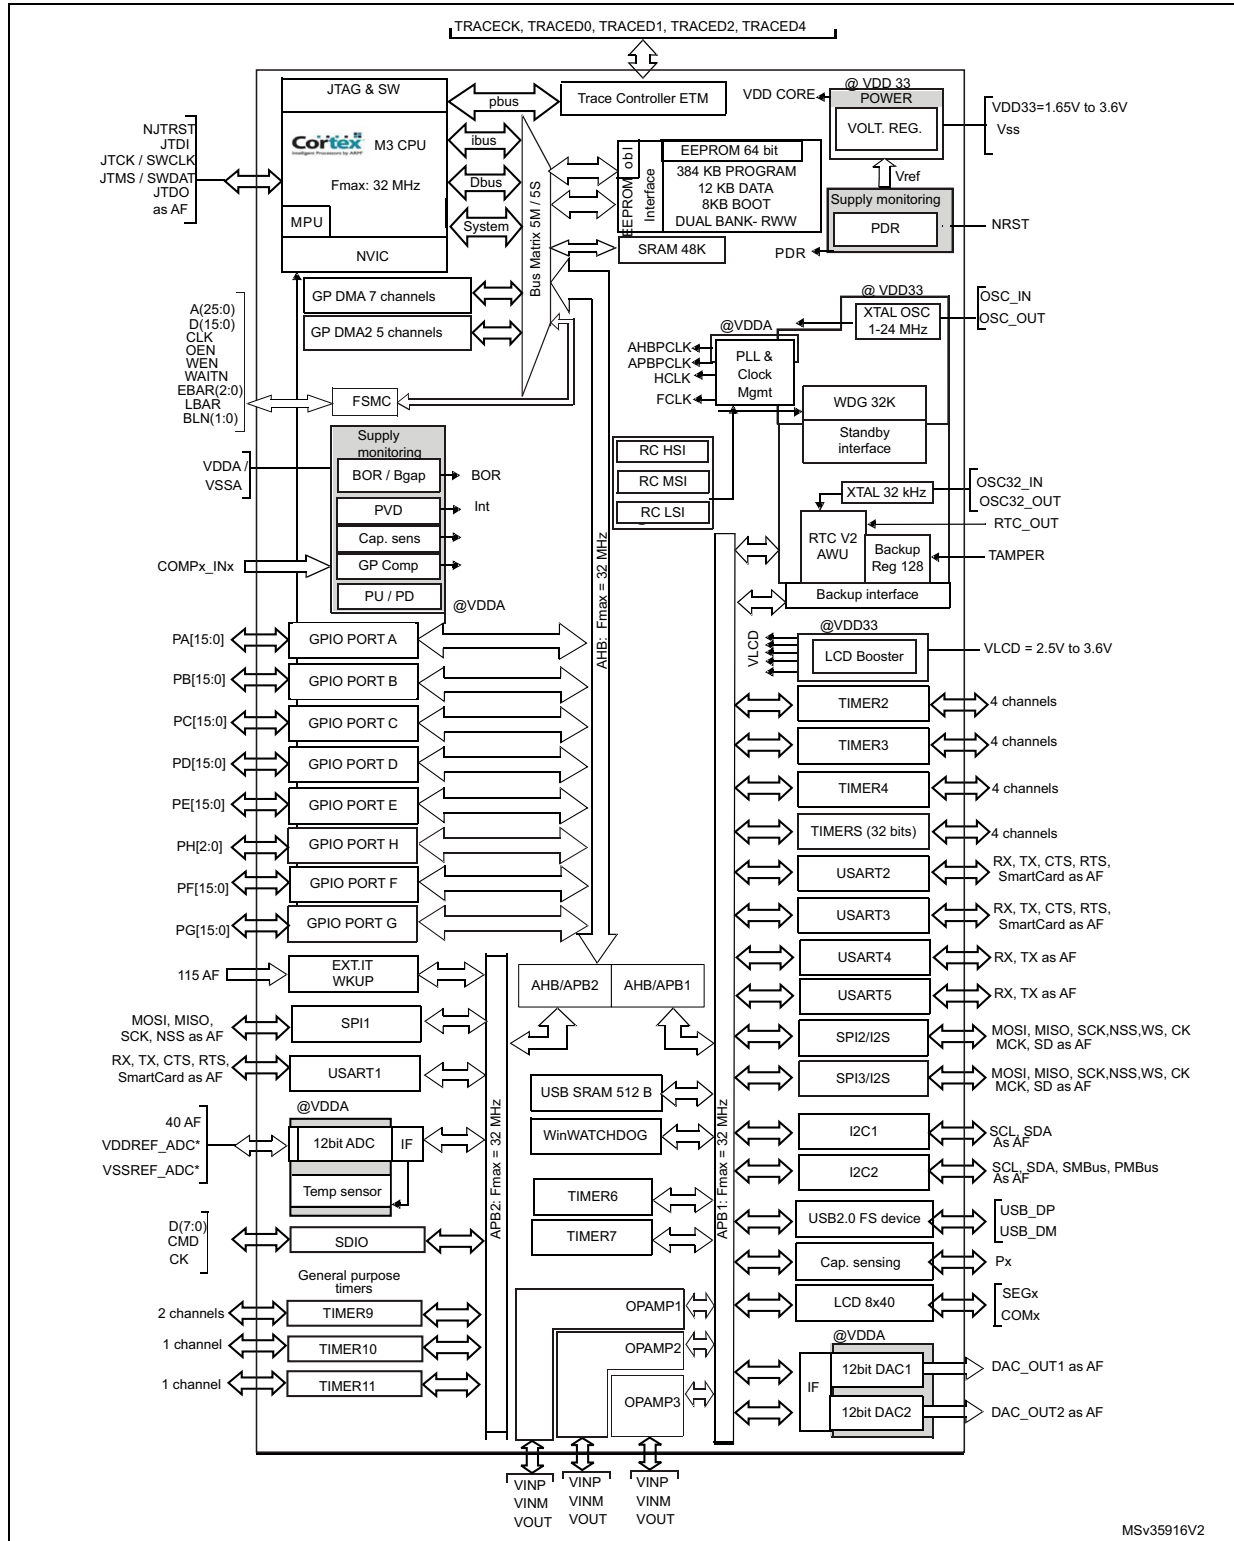 TRACECK, TRACED0, TRACED1, TRACED2, TRACED4
JTAG & SW
pbus
Trace Controller ETM
VDD CORE
@ VDD 33
POWER
VOLT. REG.
VDD33=1.65V to 3.6V
Vss
NJTRST
JTDI
JTCK / SWCLK
JTMS / SWDAT
JTDO
as AF
Cortex
Intelligent Processors by ARM®
M3 CPU
Fmax: 32 MHz
MPU
NVIC
ibus
Dbus
System
Bus Matrix 5M / 5S
EEPROM obl
Interface
EEPROM 64 bit
384 KB PROGRAM
12 KB DATA
8KB BOOT
DUAL BANK- RWW
SRAM 48K
Vref
Supply monitoring
PDR
NRST
PDR
GP DMA 7 channels
GP DMA2 5 channels
A(25:0)
D(15:0)
CLK
OEN
WEN
WAITN
EBAR(2:0)
LBAR
BLN(1:0)
FSMC
@ VDD33
XTAL OSC
1-24 MHz
OSC_IN
OSC_OUT
@VDDA
AHBPCLK
APBPCLK
HCLK
FCLK
PLL &
Clock
Mgmt
WDG 32K
Standby
interface
Supply
monitoring
VDDA /
VSSA
BOR / Bgap
BOR
PVD
Int
Cap. sens
GP Comp
COMPx_INx
PU / PD
@VDDA
RC HSI
RC MSI
RC LSI
@
XTAL 32 kHz
OSC32_IN
OSC32_OUT
RTC V2
AWU
RTC_OUT
Backup
Reg 128
TAMPER
Backup interface
AHB: Fmax = 32 MHz
@VDD33
VLCD
LCD Booster
VLCD = 2.5V to 3.6V
PA[15:0]
GPIO PORT A
PB[15:0]
GPIO PORT B
PC[15:0]
GPIO PORT C
PD[15:0]
GPIO PORT D
PE[15:0]
GPIO PORT E
PH[2:0]
GPIO PORT H
PF[15:0]
GPIO PORT F
PG[15:0]
GPIO PORT G
TIMER2
4 channels
TIMER3
4 channels
TIMER4
4 channels
TIMERS (32 bits)
4 channels
USART2
RX, TX, CTS, RTS,
SmartCard as AF
USART3
RX, TX, CTS, RTS,
SmartCard as AF
USART4
RX, TX as AF
USART5
RX, TX as AF
SPI2/I2S
MOSI, MISO, SCK,NSS,WS, CK
MCK, SD as AF
SPI3/I2S
MOSI, MISO, SCK,NSS,WS, CK
MCK, SD as AF
115 AF
EXT.IT
WKUP
AHB/APB2
AHB/APB1
MOSI, MISO,
SCK, NSS as AF
SPI1
RX, TX, CTS, RTS,
SmartCard as AF
USART1
USB SRAM 512 B
WinWATCHDOG
APB2: Fmax = 32 MHz
APB1: Fmax = 32 MHz
@VDDA
40 AF
VDDREF_ADC*
VSSREF_ADC*
12bit ADC
IF
Temp sensor
I2C1
SCL, SDA
As AF
I2C2
SCL, SDA, SMBus, PMBus
As AF
TIMER6
TIMER7
D(7:0)
CMD
CK
SDIO
USB2.0 FS device
USB_DP
USB_DM
Cap. sensing
Px
LCD 8x40
SEGx
COMx
General purpose
timers
2 channels
TIMER9
1 channel
TIMER10
1 channel
TIMER11
OPAMP1
OPAMP2
OPAMP3
@VDDA
IF
12bit DAC1
DAC_OUT1 as AF
12bit DAC2
DAC_OUT2 as AF
VINP
VINM
VOUT
VINP
VINM
VOUT
VINP
VINM
VOUT
MSv35916V2